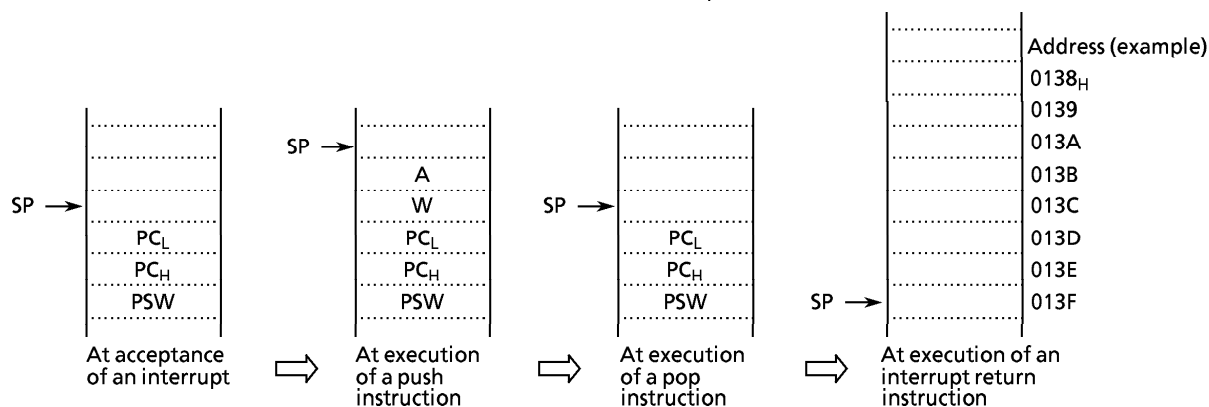 Address (example)
0138H
0139
SP 013A
A 013B
SP W SP 013C
PCL PCL PCL 013D
PCH PCH PCH 013E
PSW PSW PSW SP 013F
At acceptance At execution At execution At execution of an
of an interrupt of a push of a pop interrupt return
instruction instruction instruction